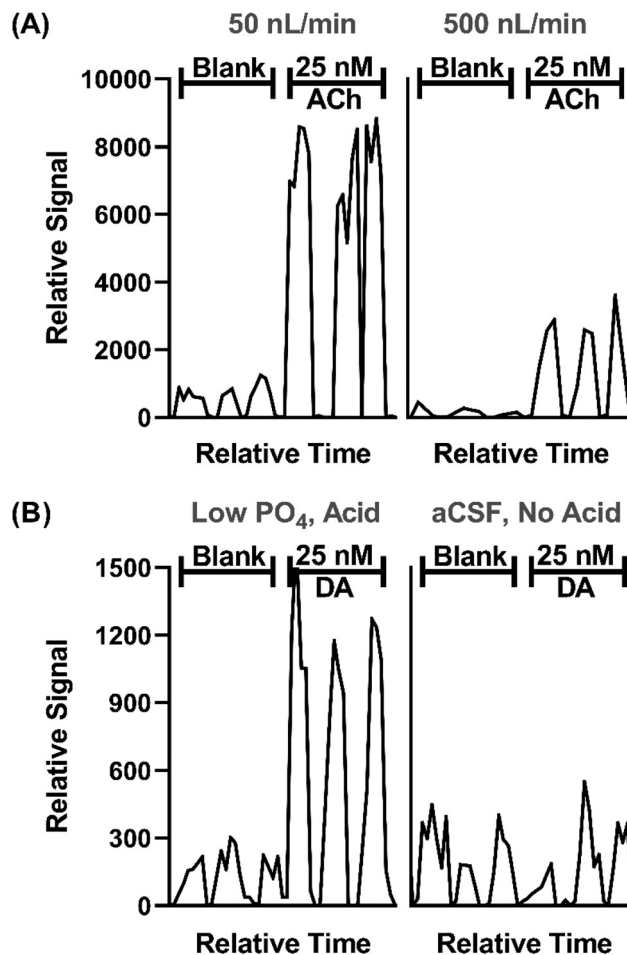 (A)
50 nL/min 500 nL/min
Blank 25 nM ACh Blank 25 nM ACh
10000
8000
6000
4000
2000
0
Relative Signal
Relative Time Relative Time
(B)
Low PO₄, Acid aCSF, No Acid
Blank 25 nM DA Blank 25 nM DA
1500
1200
900
600
300
0
Relative Signal
Relative Time Relative Time